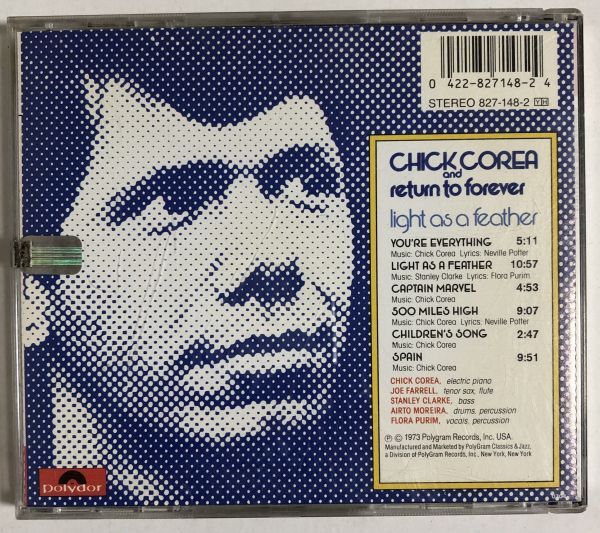 0 422-827148-2 4
STEREO 827-148-2 YH
CHICK COREA
and
return to forever
light as a feather
YOU'RE EVERYTHING 5:11
Music: Chick Corea Lyrics: Neville Potter
LIGHT AS A FEATHER 10:57
Music: Stanley Clarke Lyrics: Flora Purim
CAPTAIN MARVEL 4:53
Music: Chick Corea
500 MILES HIGH 9:07
Music: Chick Corea Lyrics: Neville Potter
CHILDREN'S SONG 2:47
Music: Chick Corea
SPAIN 9:51
Music: Chick Corea
CHICK COREA, electric piano
JOE FARRELL, tenor sax, flute
STANLEY CLARKE, bass
AIRTO MOREIRA, drums, percussion
FLORA PURIM, vocals, percussion
℗ © 1973 Polygram Records, Inc. USA.
Manufactured and Marketed by PolyGram Classics & Jazz,
a Division of PolyGram Records, Inc., New York, New York
polydor